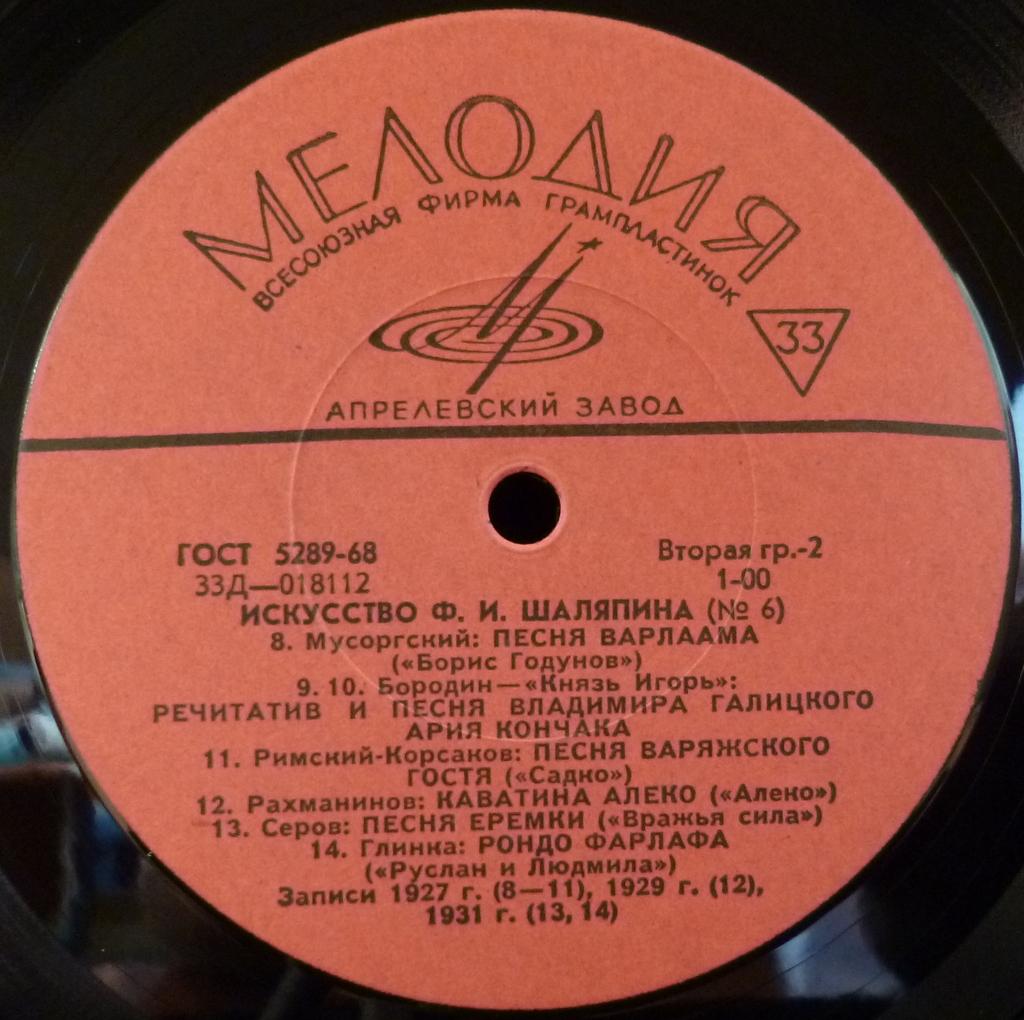 МЕЛОДИЯ
ВСЕСОЮЗНАЯ ФИРМА ГРАМПЛАСТИНОК
33
АПРЕЛЕВСКИЙ ЗАВОД
ГОСТ 5289-68
Вторая гр.-2
33Д—018112
1-00
ИСКУССТВО Ф. И. ШАЛЯПИНА (№ 6)
8. Мусоргский: ПЕСНЯ ВАРЛААМА
(«Борис Годунов»)
9. 10. Бородин—«Князь Игорь»:
РЕЧИТАТИВ И ПЕСНЯ ВЛАДИМИРА ГАЛИЦКОГО
АРИЯ КОНЧАКА
11. Римский-Корсаков: ПЕСНЯ ВАРЯЖСКОГО
ГОСТЯ («Садко»)
12. Рахманинов: КАВАТИНА АЛЕКО («Алеко»)
13. Серов: ПЕСНЯ ЕРЕМКИ («Вражья сила»)
14. Глинка: РОНДО ФАРЛАФА
(«Руслан и Людмила»)
Записи 1927 г. (8—11), 1929 г. (12),
1931 г. (13, 14)